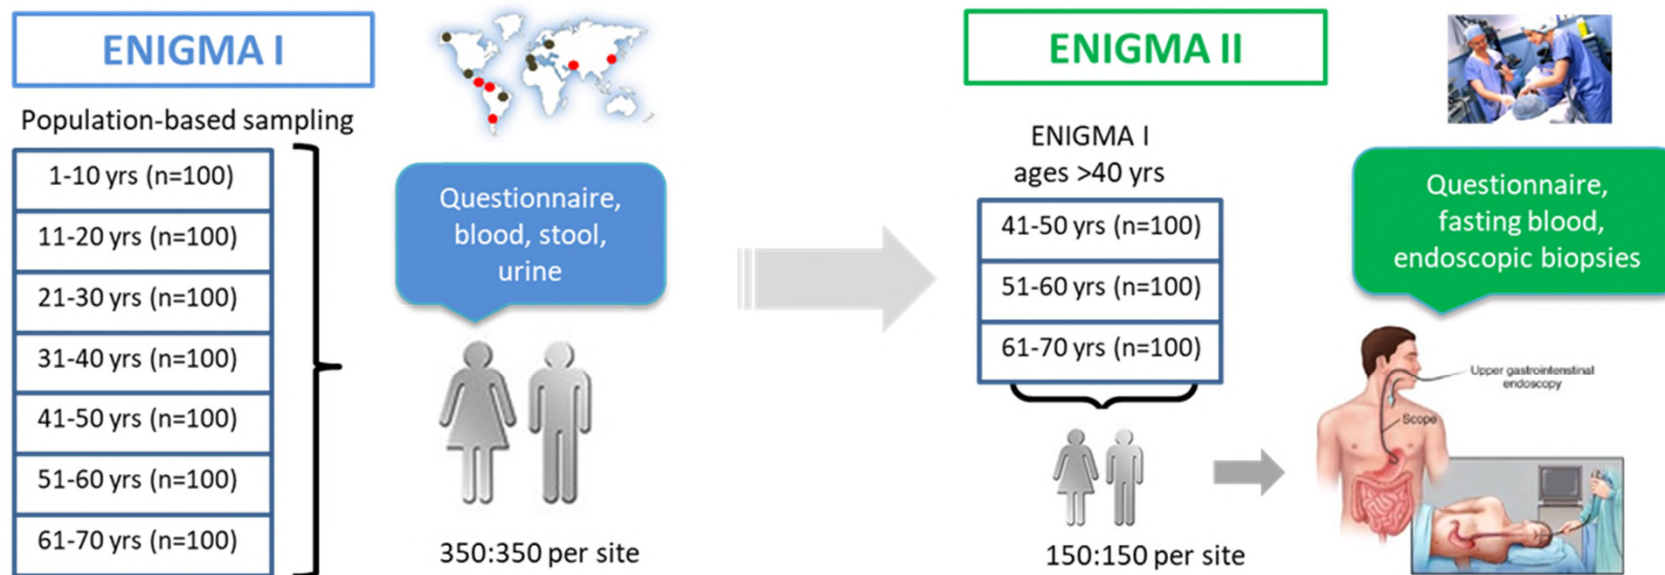 ENIGMA I
Population-based sampling
1-10 yrs (n=100)
11-20 yrs (n=100)
21-30 yrs (n=100)
31-40 yrs (n=100)
41-50 yrs (n=100)
51-60 yrs (n=100)
61-70 yrs (n=100)
Questionnaire,
blood, stool,
urine
350:350 per site
ENIGMA II
ENIGMA I
ages >40 yrs
41-50 yrs (n=100)
51-60 yrs (n=100)
61-70 yrs (n=100)
150:150 per site
Questionnaire,
fasting blood,
endoscopic biopsies
Upper gastrointenstinal
endoscopy
Scope